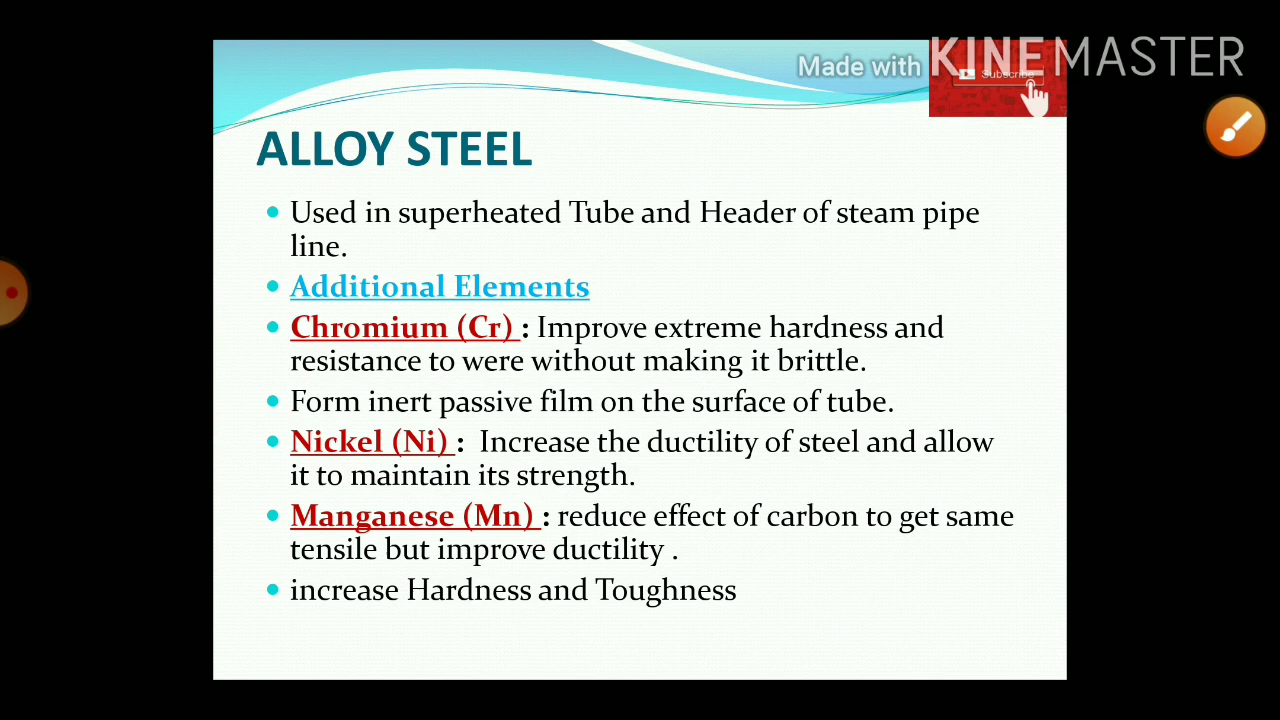 Made with KINEMASTER
Subscribe
ALLOY STEEL
Used in superheated Tube and Header of steam pipe
line.
Additional Elements
Chromium (Cr) : Improve extreme hardness and
resistance to were without making it brittle.
Form inert passive film on the surface of tube.
Nickel (Ni) : Increase the ductility of steel and allow
it to maintain its strength.
Manganese (Mn) : reduce effect of carbon to get same
tensile but improve ductility .
increase Hardness and Toughness